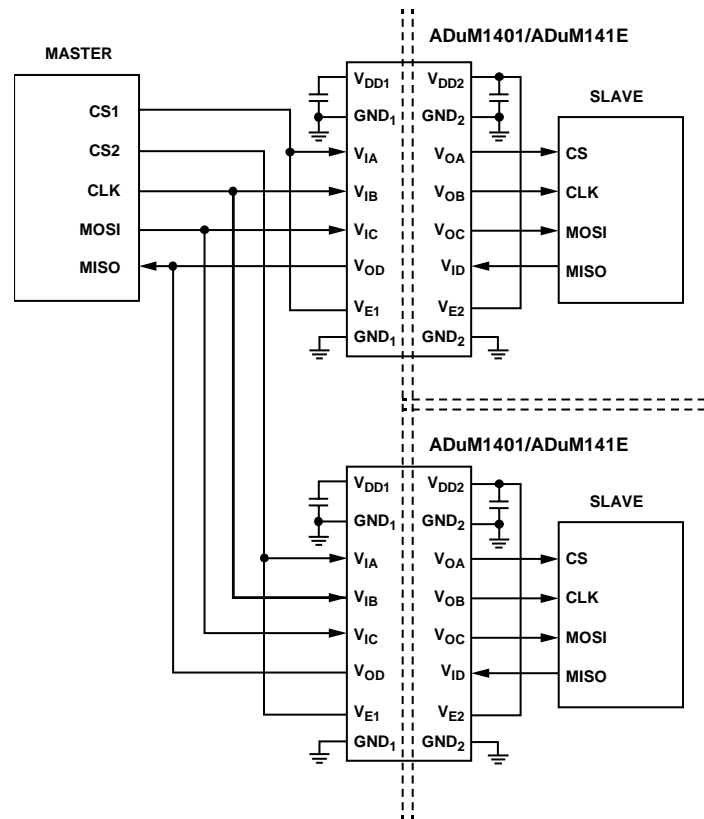 ADuM1401/ADuM141E
MASTER
CS1
CS2
CLK
MOSI
MISO
VDD1
GND1
VIA
VIB
VIC
VOD
VE1
GND1
VDD2
GND2
VOA
VOB
VOC
VID
VE2
GND2
SLAVE
CS
CLK
MOSI
MISO
ADuM1401/ADuM141E
VDD1
GND1
VIA
VIB
VIC
VOD
VE1
GND1
VDD2
GND2
VOA
VOB
VOC
VID
VE2
GND2
SLAVE
CS
CLK
MOSI
MISO